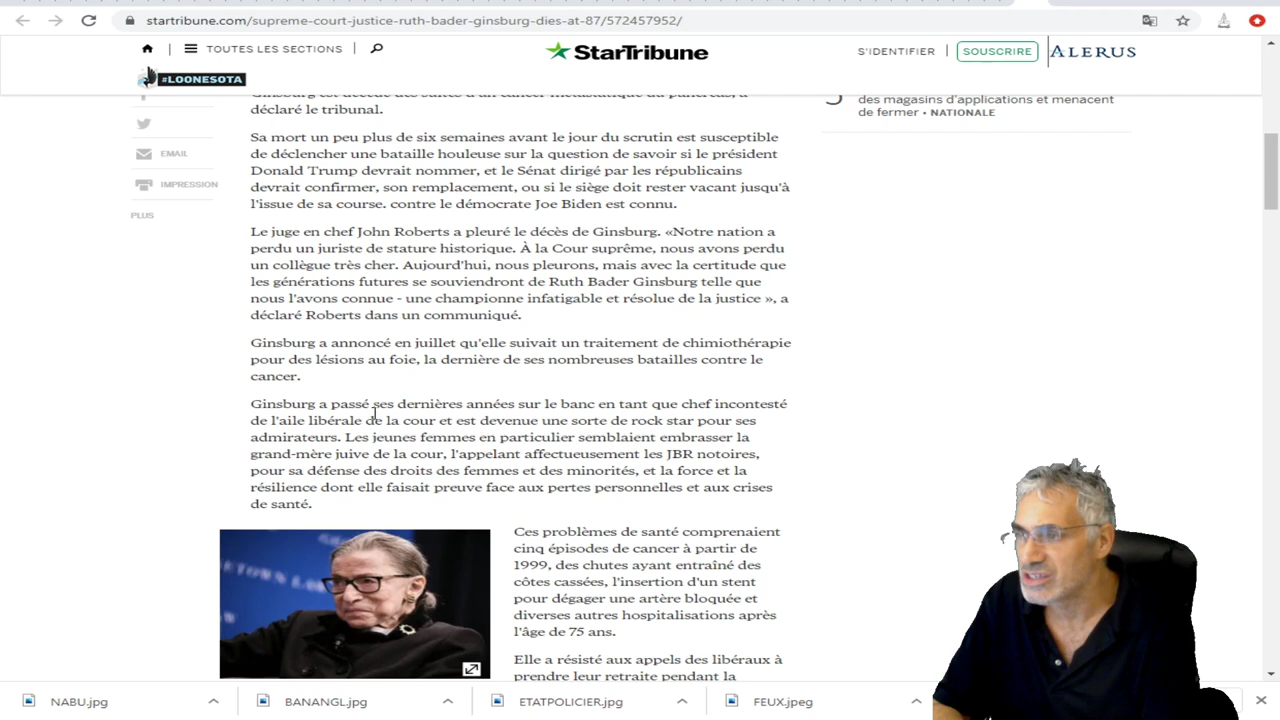 startribune.com/supreme-court-justice-ruth-bader-ginsburg-dies-at-87/572457952/
TOUTES LES SECTIONS
StarTribune
S'IDENTIFIER
SOUSCRIRE
ALERUS
#LOONESOTA
Ginsburg est décédé des suites d'un cancer métastatique du pancréas, a
déclaré le tribunal.
Sa mort un peu plus de six semaines avant le jour du scrutin est susceptible
de déclencher une bataille houleuse sur la question de savoir si le président
Donald Trump devrait nommer, et le Sénat dirigé par les républicains
devrait confirmer, son remplacement, ou si le siège doit rester vacant jusqu'à
l'issue de sa course. contre le démocrate Joe Biden est connu.
Le juge en chef John Roberts a pleuré le décès de Ginsburg. «Notre nation a
perdu un juriste de stature historique. À la Cour suprême, nous avons perdu
un collègue très cher. Aujourd'hui, nous pleurons, mais avec la certitude que
les générations futures se souviendront de Ruth Bader Ginsburg telle que
nous l'avons connue - une championne infatigable et résolue de la justice », a
déclaré Roberts dans un communiqué.
Ginsburg a annoncé en juillet qu'elle suivait un traitement de chimiothérapie
pour des lésions au foie, la dernière de ses nombreuses batailles contre le
cancer.
Ginsburg a passé ses dernières années sur le banc en tant que chef incontesté
de l'aile libérale de la cour et est devenue une sorte de rock star pour ses
admirateurs. Les jeunes femmes en particulier semblaient embrasser la
grand-mère juive de la cour, l'appelant affectueusement les JBR notoires,
pour sa défense des droits des femmes et des minorités, et la force et la
résilience dont elle faisait preuve face aux pertes personnelles et aux crises
de santé.
Ces problèmes de santé comprenaient
cinq épisodes de cancer à partir de
1999, des chutes ayant entraîné des
côtes cassées, l'insertion d'un stent
pour dégager une artère bloquée et
diverses autres hospitalisations après
l'âge de 75 ans.
Elle a résisté aux appels des libéraux à
prendre leur retraite pendant la
EMAIL
IMPRESSION
PLUS
5
des magasins d'applications et menacent
de fermer • NATIONALE
NABU.jpg
BANANGL.jpg
ETATPOLICIER.jpg
FEUX.jpeg